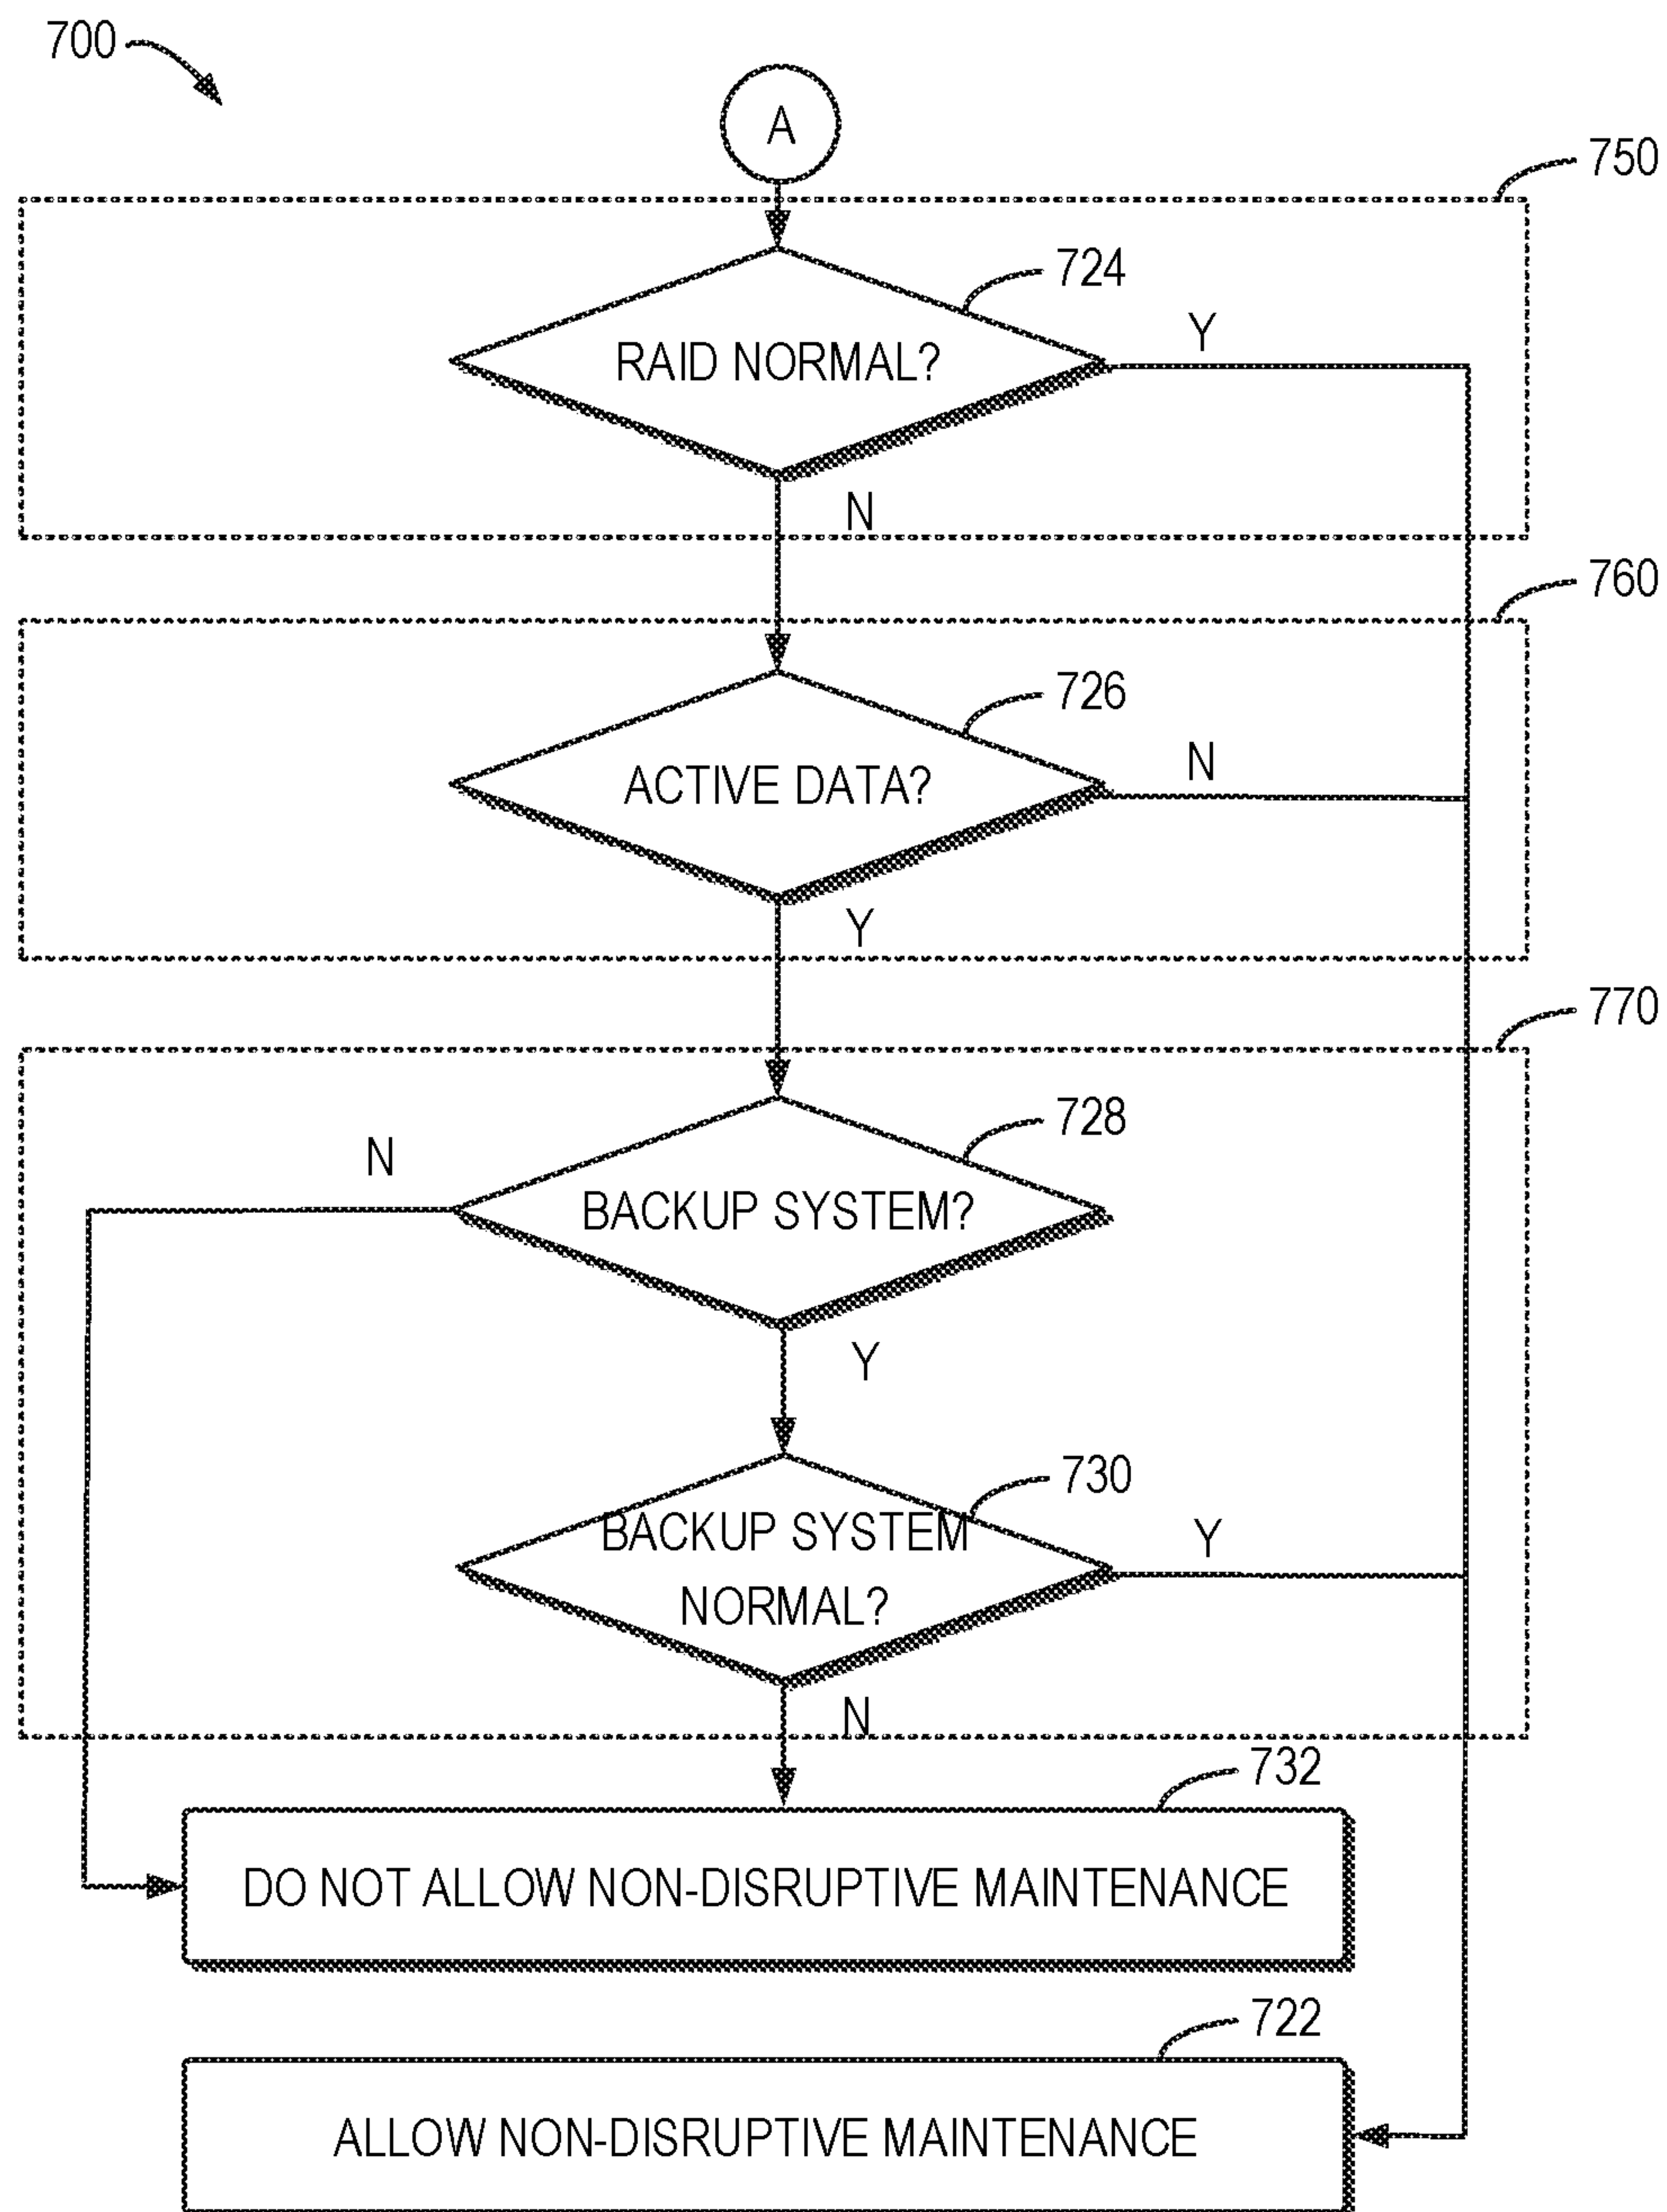 700
A
750
724
RAID NORMAL?
Y
N
760
726
ACTIVE DATA?
N
Y
770
728
N
BACKUP SYSTEM?
Y
730
BACKUP SYSTEM
Y
NORMAL?
N
732
DO NOT ALLOW NON-DISRUPTIVE MAINTENANCE
722
ALLOW NON-DISRUPTIVE MAINTENANCE